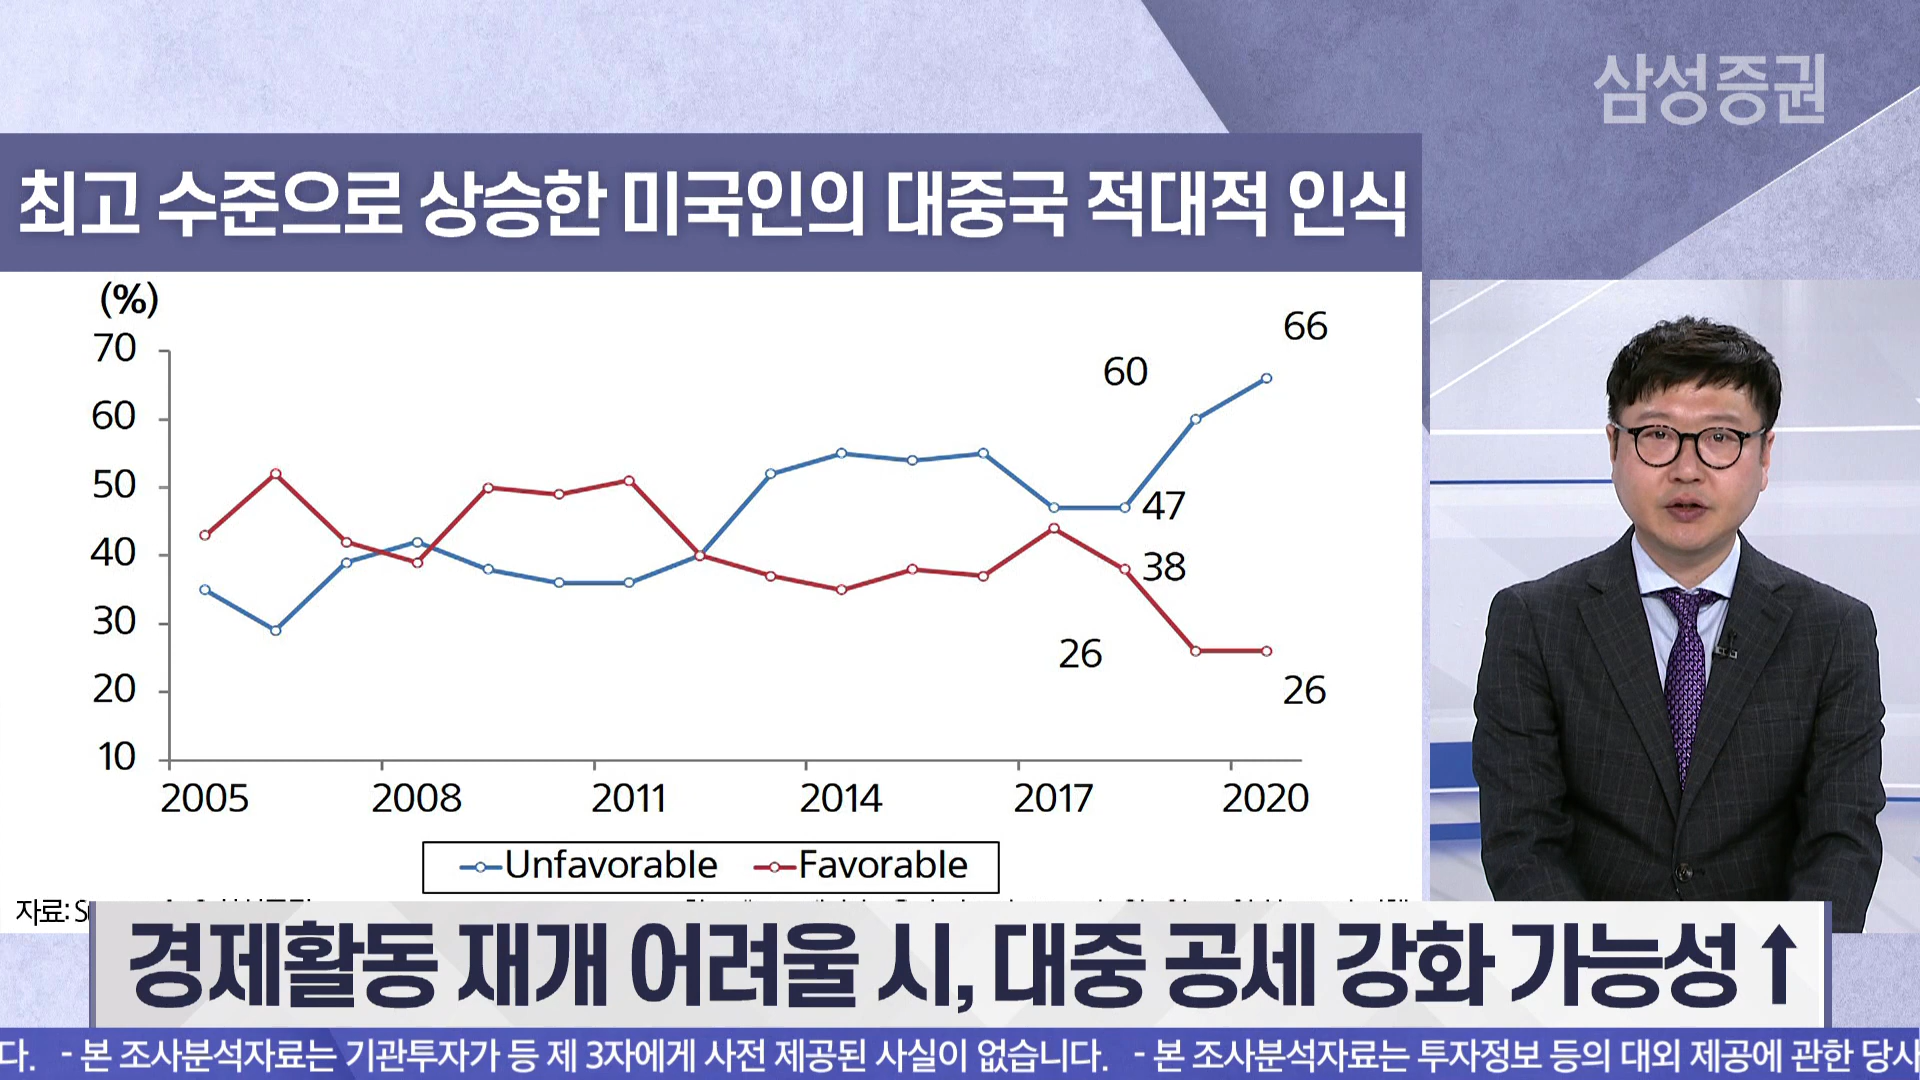 삼성증권
최고 수준으로 상승한 미국인의 대중국 적대적 인식
(%)
70
60
50
40
30
20
10
66
60
47
38
26
26
2005 2008 2011 2014 2017 2020
Unfavorable Favorable
자료:
경제활동 재개 어려울 시, 대중 공세 강화 가능성 ↑
다. - 본 조사분석자료는 기관투자가 등 제 3자에게 사전 제공된 사실이 없습니다. - 본 조사분석자료는 투자정보 등의 대외 제공에 관한 당사